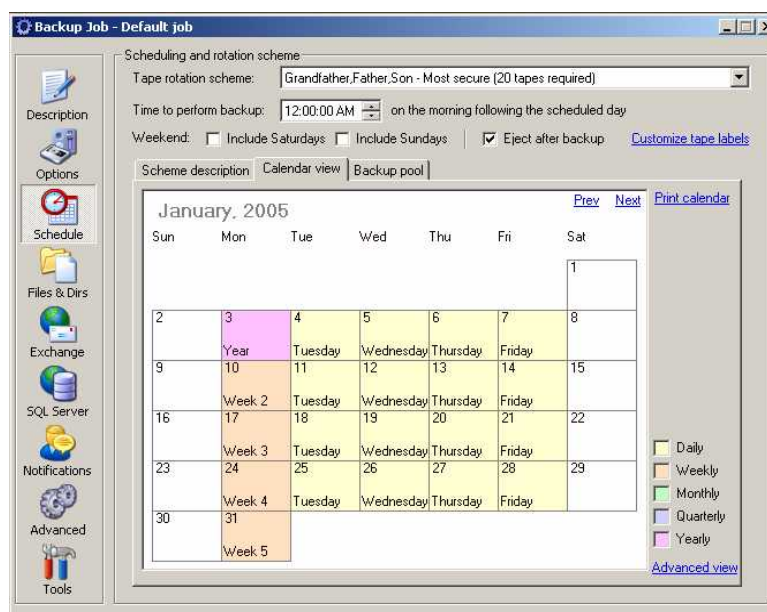 Backup Job - Default job
Scheduling and rotation scheme
Tape rotation scheme: Grandfather,Father,Son - Most secure (20 tapes required)
Time to perform backup: 12:00:00 AM on the morning following the scheduled day
Weekend: Include Saturdays Include Sundays Eject after backup Customize tape labels
Scheme description Calendar view Backup pool
Description
Options
Schedule
Files & Dirs
Exchange
SQL Server
Notifications
Advanced
Tools
January, 2005 Prev Next Print calendar
Sun Mon Tue Wed Thu Fri Sat
1
2 3 4 5 6 7 8
Year Tuesday Wednesday Thursday Friday
9 10 11 12 13 14 15
Week 2 Tuesday Wednesday Thursday Friday
16 17 18 19 20 21 22
Week 3 Tuesday Wednesday Thursday Friday
23 24 25 26 27 28 29
Week 4 Tuesday Wednesday Thursday Friday
30 31
Week 5
Daily
Weekly
Monthly
Quarterly
Yearly
Advanced view